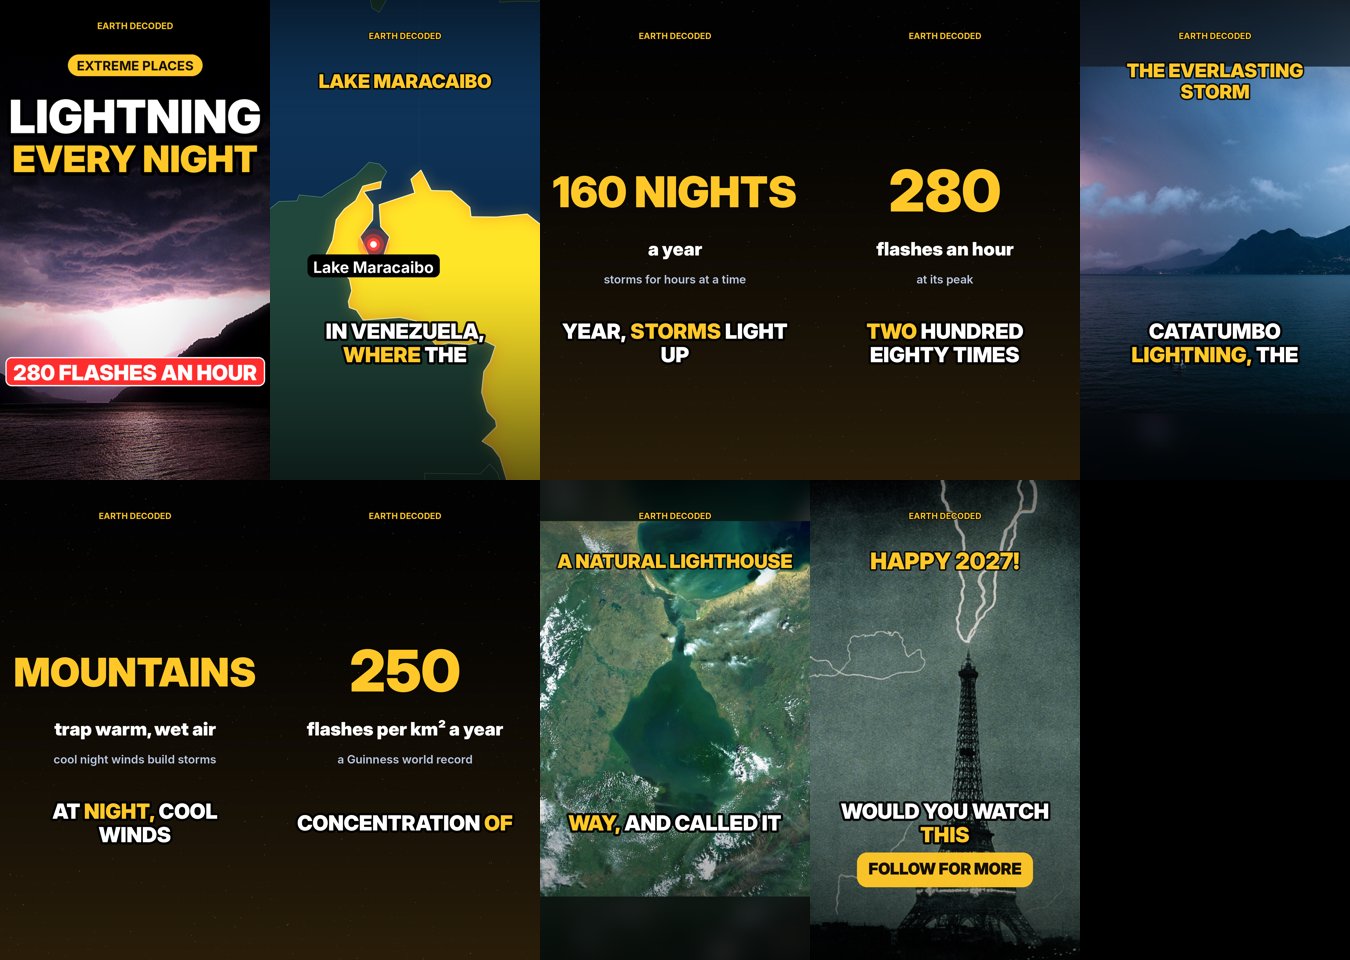 EARTH DECODED
EXTREME PLACES
LIGHTNING
EVERY NIGHT
280 FLASHES AN HOUR
EARTH DECODED
LAKE MARACAIBO
Lake Maracaibo
IN VENEZUELA,
WHERE THE
EARTH DECODED
160 NIGHTS
a year
storms for hours at a time
YEAR, STORMS LIGHT
UP
EARTH DECODED
280
flashes an hour
at its peak
TWO HUNDRED
EIGHTY TIMES
EARTH DECODED
THE EVERLASTING
STORM
CATATUMBO
LIGHTNING, THE
EARTH DECODED
MOUNTAINS
trap warm, wet air
cool night winds build storms
AT NIGHT, COOL
WINDS
EARTH DECODED
250
flashes per km² a year
a Guinness world record
CONCENTRATION OF
EARTH DECODED
A NATURAL LIGHTHOUSE
WAY, AND CALLED IT
EARTH DECODED
HAPPY 2027!
WOULD YOU WATCH
THIS
FOLLOW FOR MORE